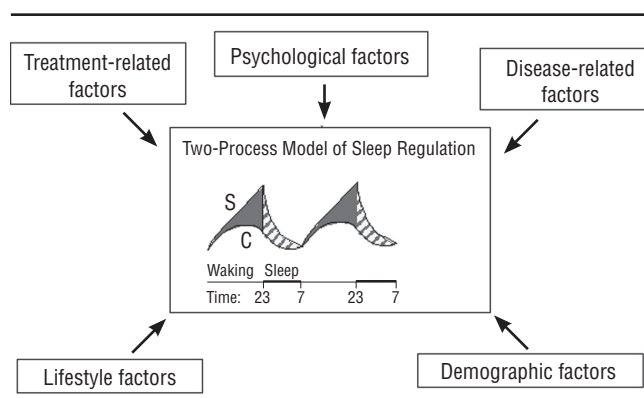 Treatment-related
factors
Psychological factors
Disease-related
factors
Two-Process Model of Sleep Regulation
S
C
Waking Sleep
Time: 23 7 23 7
Lifestyle factors
Demographic factors